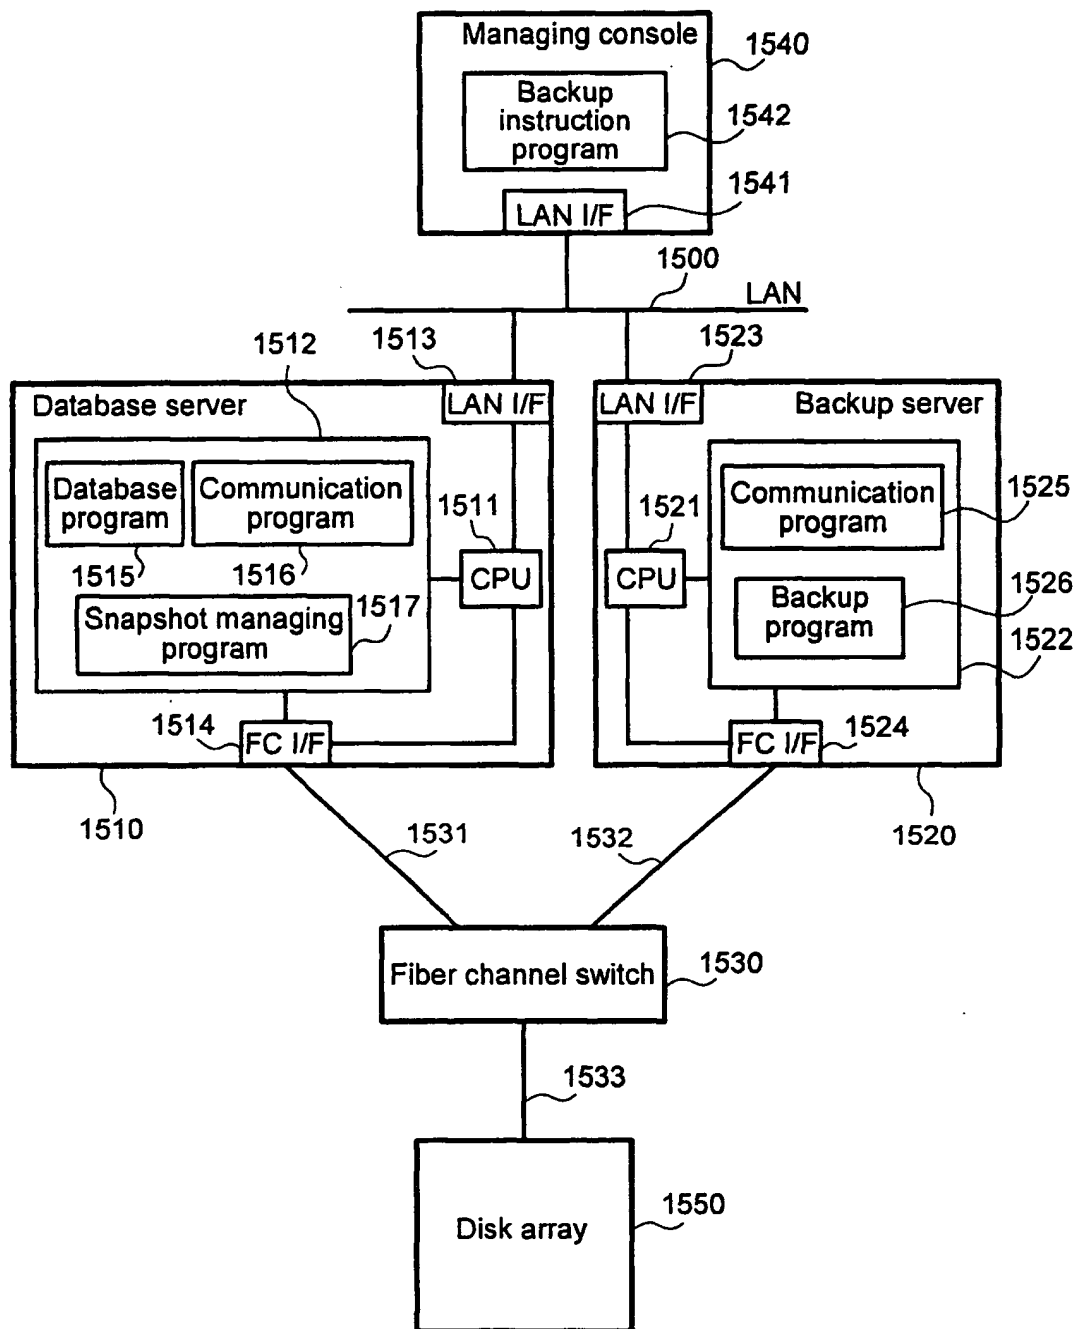 Managing console
1540
Backup
instruction
program
1542
1541
LAN I/F
1500
LAN
1512
1513
1523
Database server
LAN I/F
LAN I/F
Backup server
Database
program
Communication
program
1511
1521
Communication
program
1525
1515
1516
CPU
CPU
Snapshot managing
program
1517
Backup
program
1526
1522
1514
FC I/F
FC I/F
1524
1510
1531
1532
1520
Fiber channel switch
1530
1533
Disk array
1550